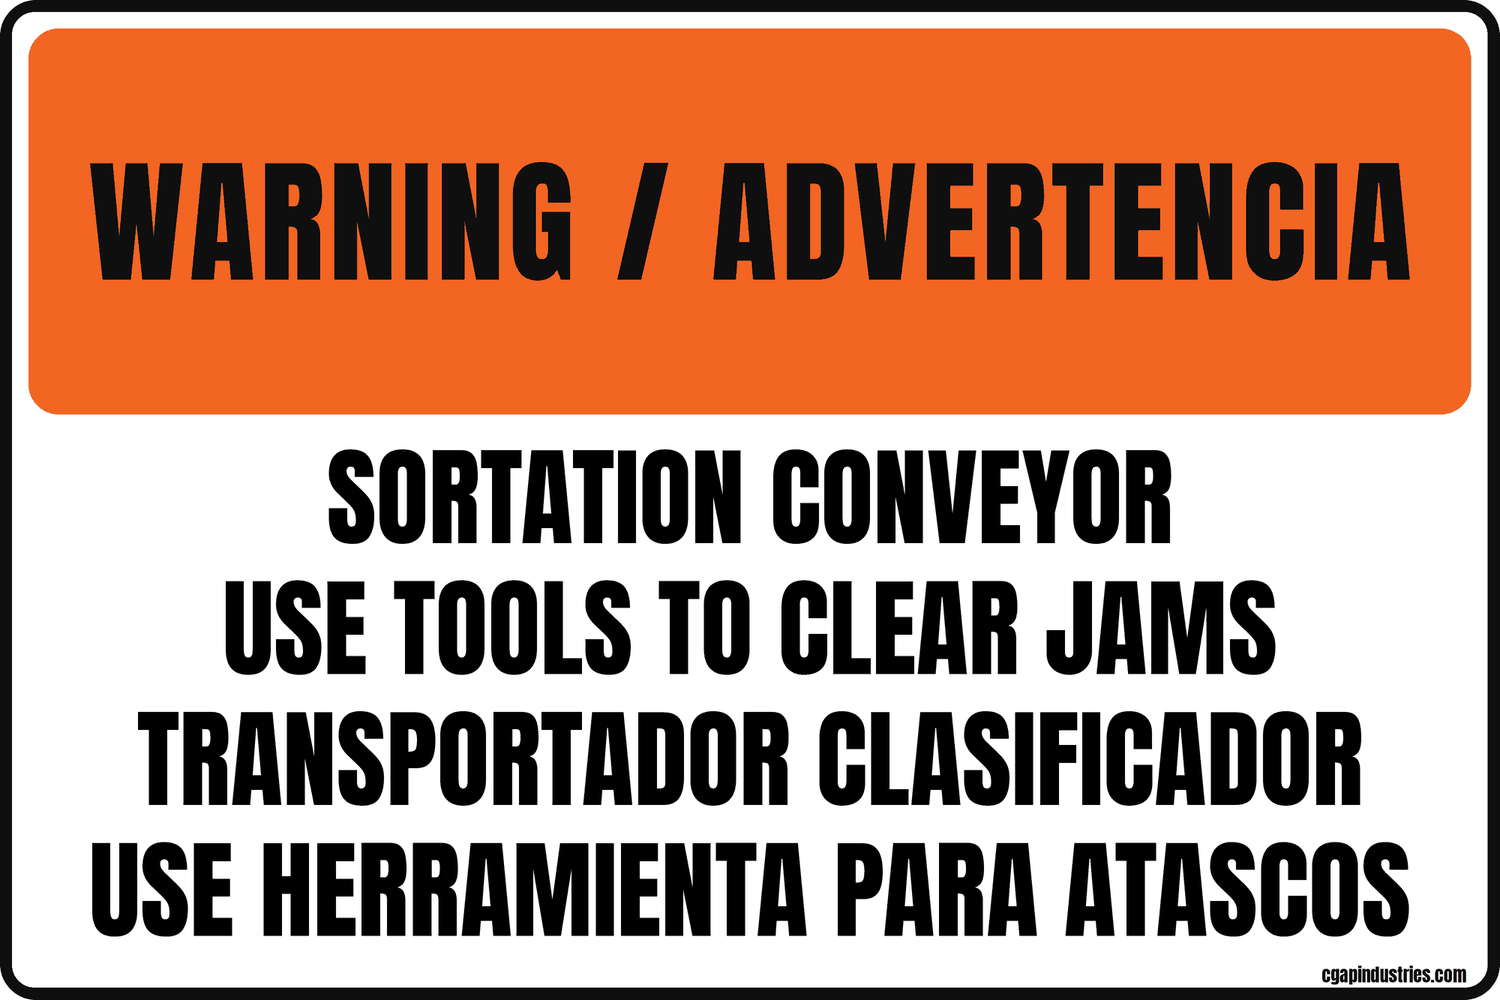 WARNING / ADVERTENCIA
SORTATION CONVEYOR
USE TOOLS TO CLEAR JAMS
TRANSPORTADOR CLASIFICADOR
USE HERRAMIENTA PARA ATASCOS
cgapindustries.com